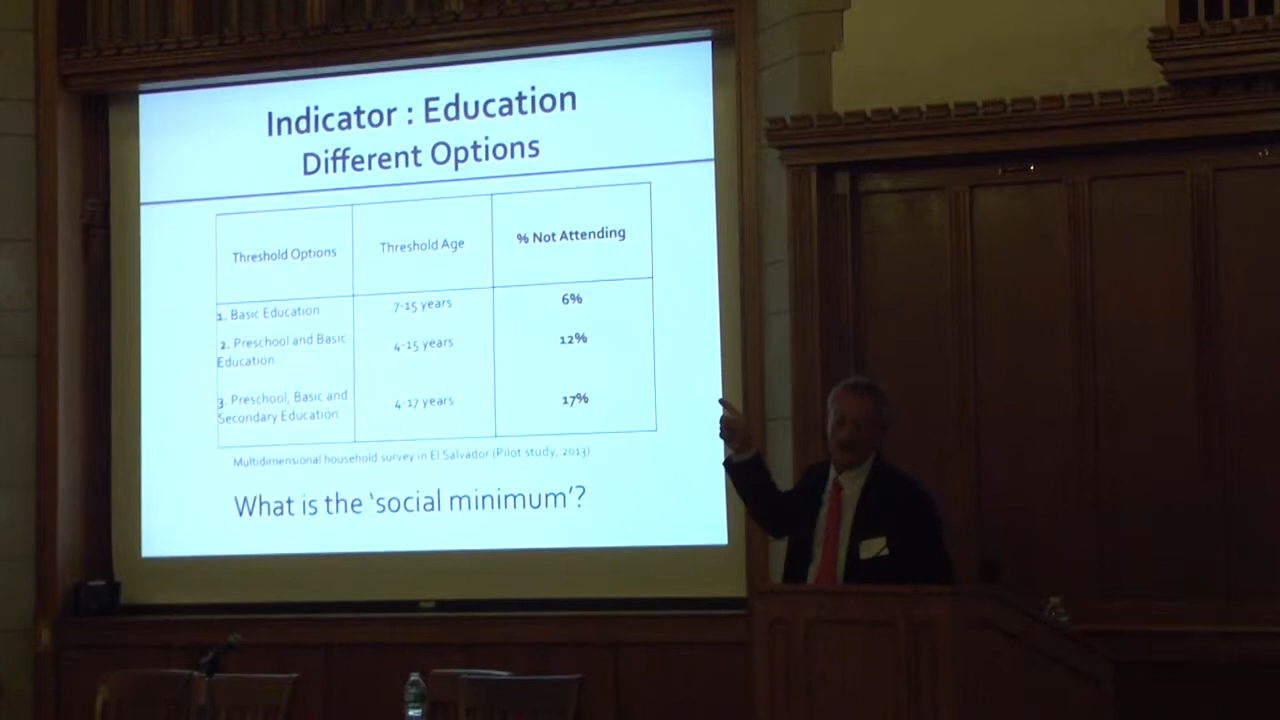 Indicator : Education
Different Options
Threshold Options
Threshold Age
% Not Attending
1. Basic Education
7-15 years
6%
2. Preschool and Basic
Education
4-15 years
12%
3. Preschool, Basic and
Secondary Education
4-17 years
17%
Multidimensional household survey in El Salvador (Pilot study, 2013)
What is the ‘social minimum’?